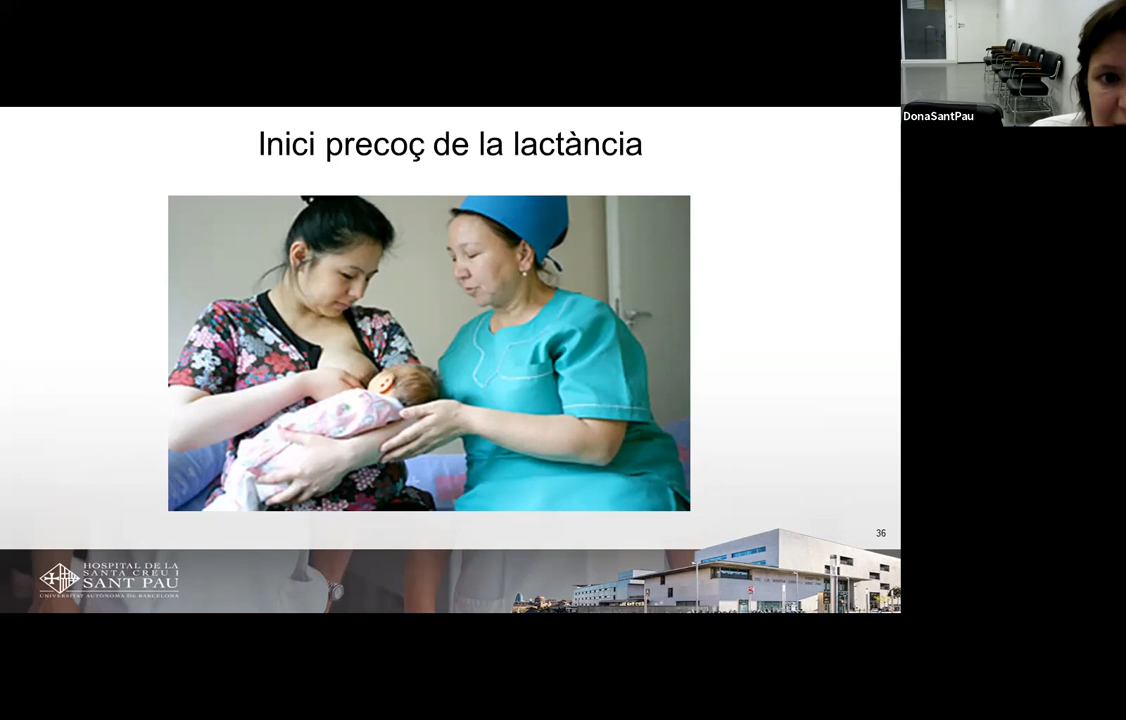 DonaSantPau
Inici precoç de la lactància
36
HOSPITAL DE LA
SANTA CREU I
SANT PAU
UNIVERSITAT AUTÒNOMA DE BARCELONA